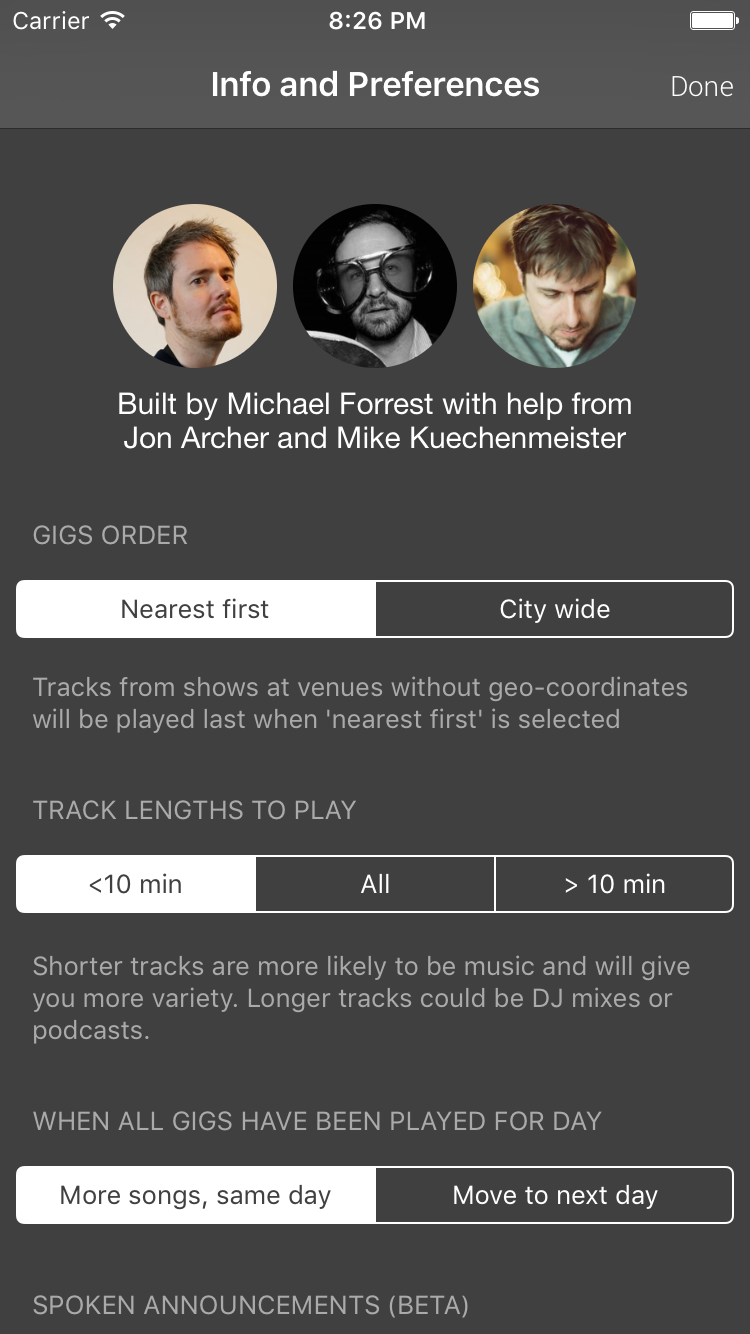 Carrier 8:26 PM
Info and Preferences Done
Built by Michael Forrest with help from
Jon Archer and Mike Kuechenmeister
GIGS ORDER
Nearest first City wide
Tracks from shows at venues without geo-coordinates
will be played last when 'nearest first' is selected
TRACK LENGTHS TO PLAY
<10 min All > 10 min
Shorter tracks are more likely to be music and will give
you more variety. Longer tracks could be DJ mixes or
podcasts.
WHEN ALL GIGS HAVE BEEN PLAYED FOR DAY
More songs, same day Move to next day
SPOKEN ANNOUNCEMENTS (BETA)